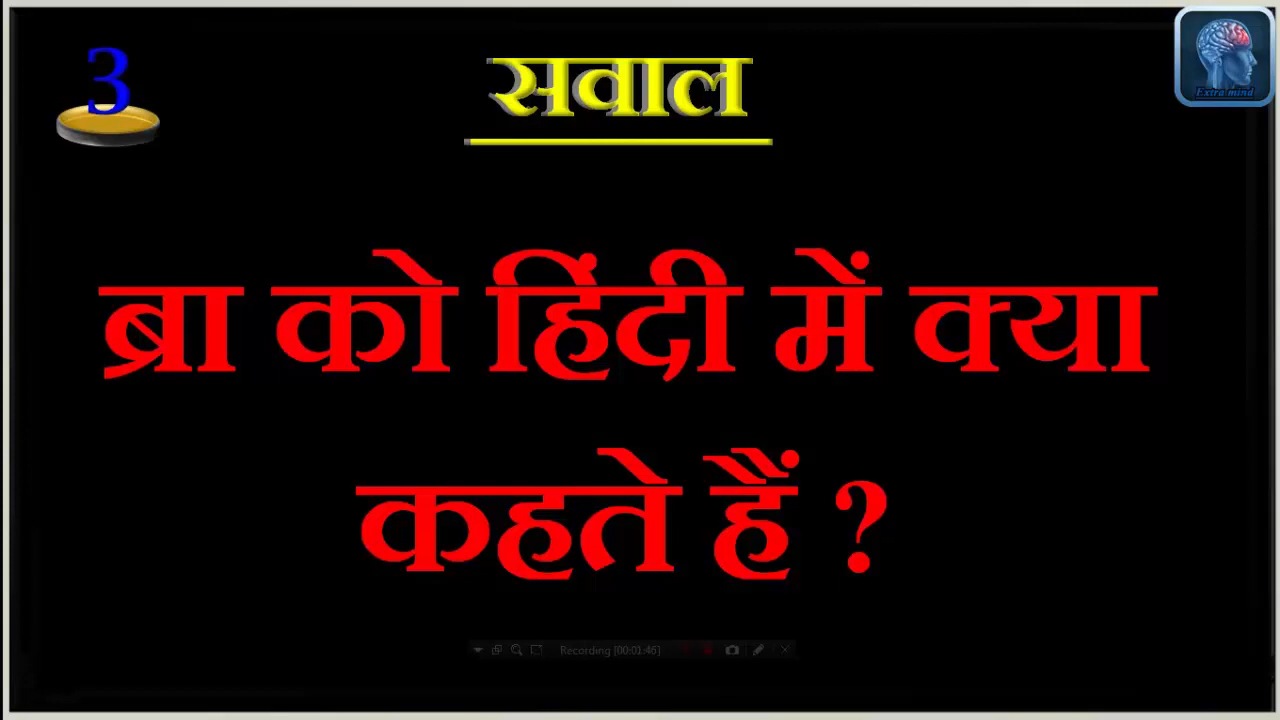 3
सवाल
Extra mind
ब्रा को हिंदी में क्या
कहते हैं ?
Recording [00:01:46]